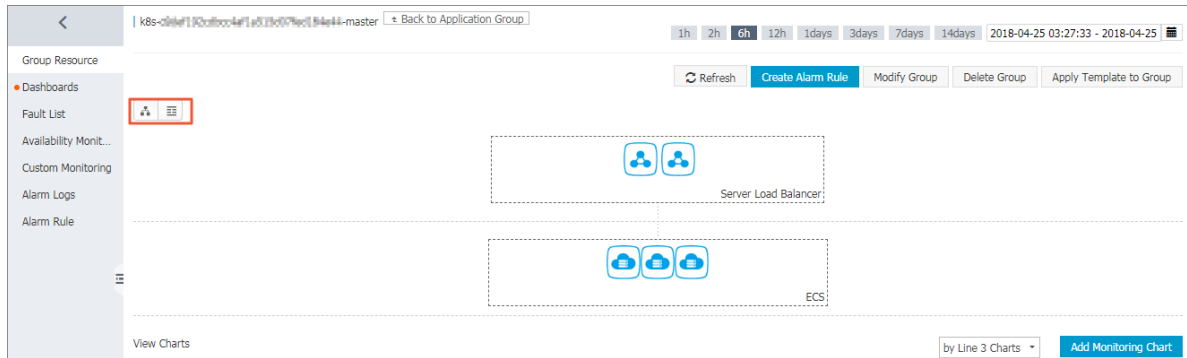 k8s- -master Back to Application Group
1h 2h 6h 12h 1days 3days 7days 14days 2018-04-25 03:27:33 - 2018-04-25
Group Resource
Refresh Create Alarm Rule Modify Group Delete Group Apply Template to Group
Dashboards
Fault List
Availability Monit...
Custom Monitoring
Alarm Logs
Alarm Rule
Server Load Balancer
ECS
View Charts
by Line 3 Charts
Add Monitoring Chart